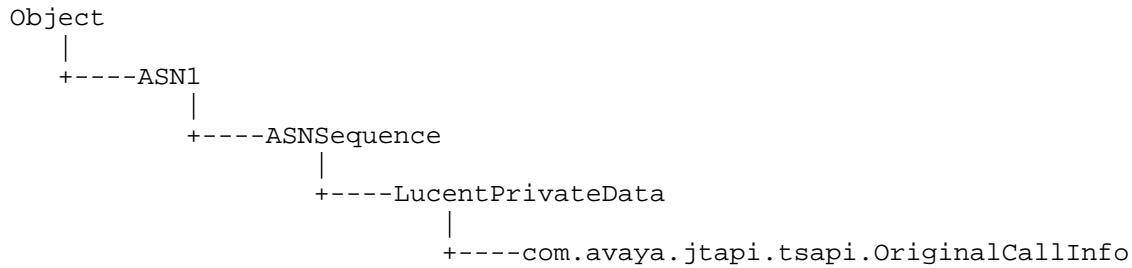 Object
   |
   +----ASN1
           |
           +----ASNSequence
                   |
                   +----LucentPrivateData
                           |
                           +----com.avaya.jtapi.tsapi.OriginalCallInfo